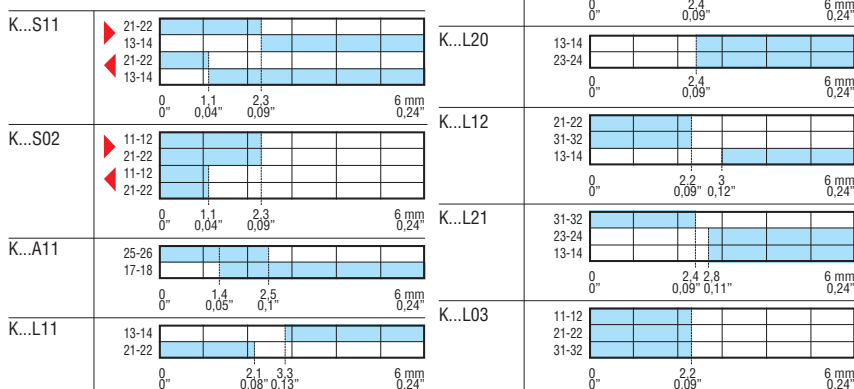 K...S11
21-22
13-14
21-22
13-14
0 1,1 2,3 6 mm
0" 0,04” 0,09” 0,24”
K...S02
11-12
21-22
11-12
21-22
0 1,1 2,3 6 mm
0" 0,04” 0,09” 0,24”
K...A11
25-26
17-18
0 1,4 2,5 6 mm
0" 0,05” 0,1” 0,24”
K...L11
13-14
21-22
0 2,1 3,3 6 mm
0" 0,08” 0,13” 0,24”
0 2,4 6 mm
0" 0,09” 0,24”
K...L20
13-14
23-24
0 2,4 6 mm
0" 0,09” 0,24”
K...L12
21-22
31-32
13-14
0 2,2 3 6 mm
0" 0,09” 0,12” 0,24”
K...L21
31-32
23-24
13-14
0 2,4 2,8 6 mm
0" 0,09” 0,11” 0,24”
K...L03
11-12
21-22
31-32
0 2,2 6 mm
0" 0,09” 0,24”